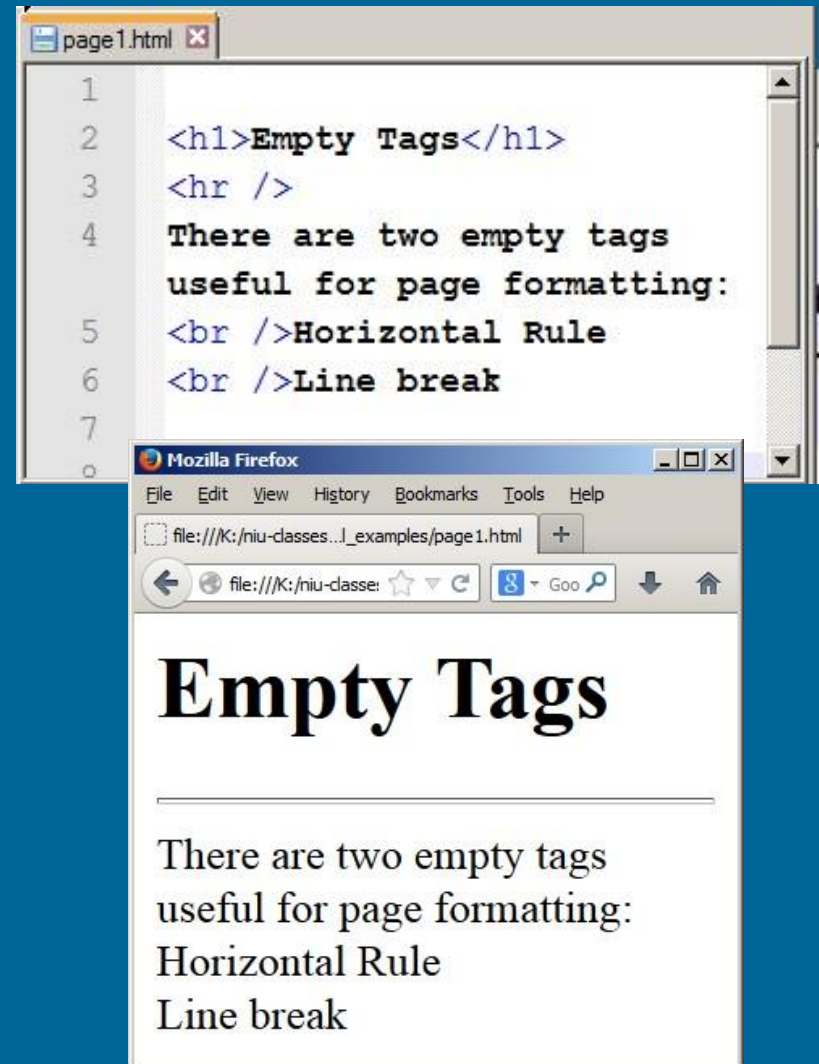 page1.html
1
2 <h1>Empty Tags</h1>
3 <hr />
4 There are two empty tags
useful for page formatting:
5 <br />Horizontal Rule
6 <br />Line break
7
Mozilla Firefox
File Edit View History Bookmarks Tools Help
file:///K:/niu-classes...l_examples/page1.html +
file:///K:/niu-classe: 8 Goo
Empty Tags
There are two empty tags
useful for page formatting:
Horizontal Rule
Line break